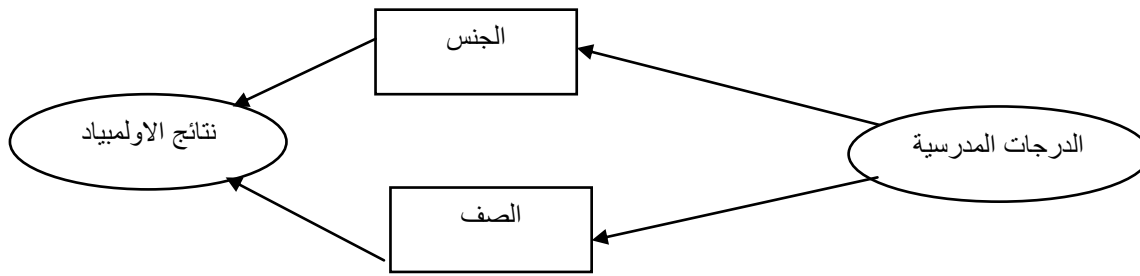 الجنس
الدرجات المدرسية
نتائج الاولمبياد
الصف